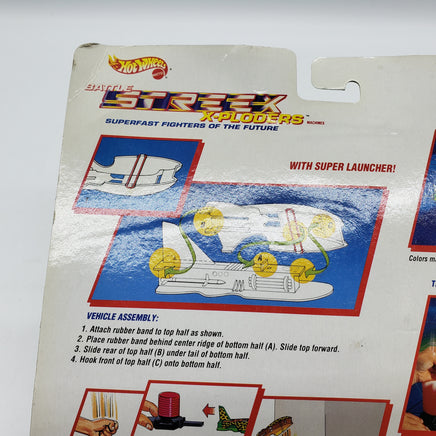 Hot Wheels
BATTLE
STREEX
X-PLODERS™ MACHINES
SUPERFAST FIGHTERS OF THE FUTURE
WITH SUPER LAUNCHER!
VEHICLE ASSEMBLY:
1. Attach rubber band to top half as shown.
2. Place rubber band behind center ridge of bottom half (A). Slide top forward.
3. Slide rear of top half (B) under tail of bottom half.
4. Hook front of top half (C) onto bottom half.
Colors m
T